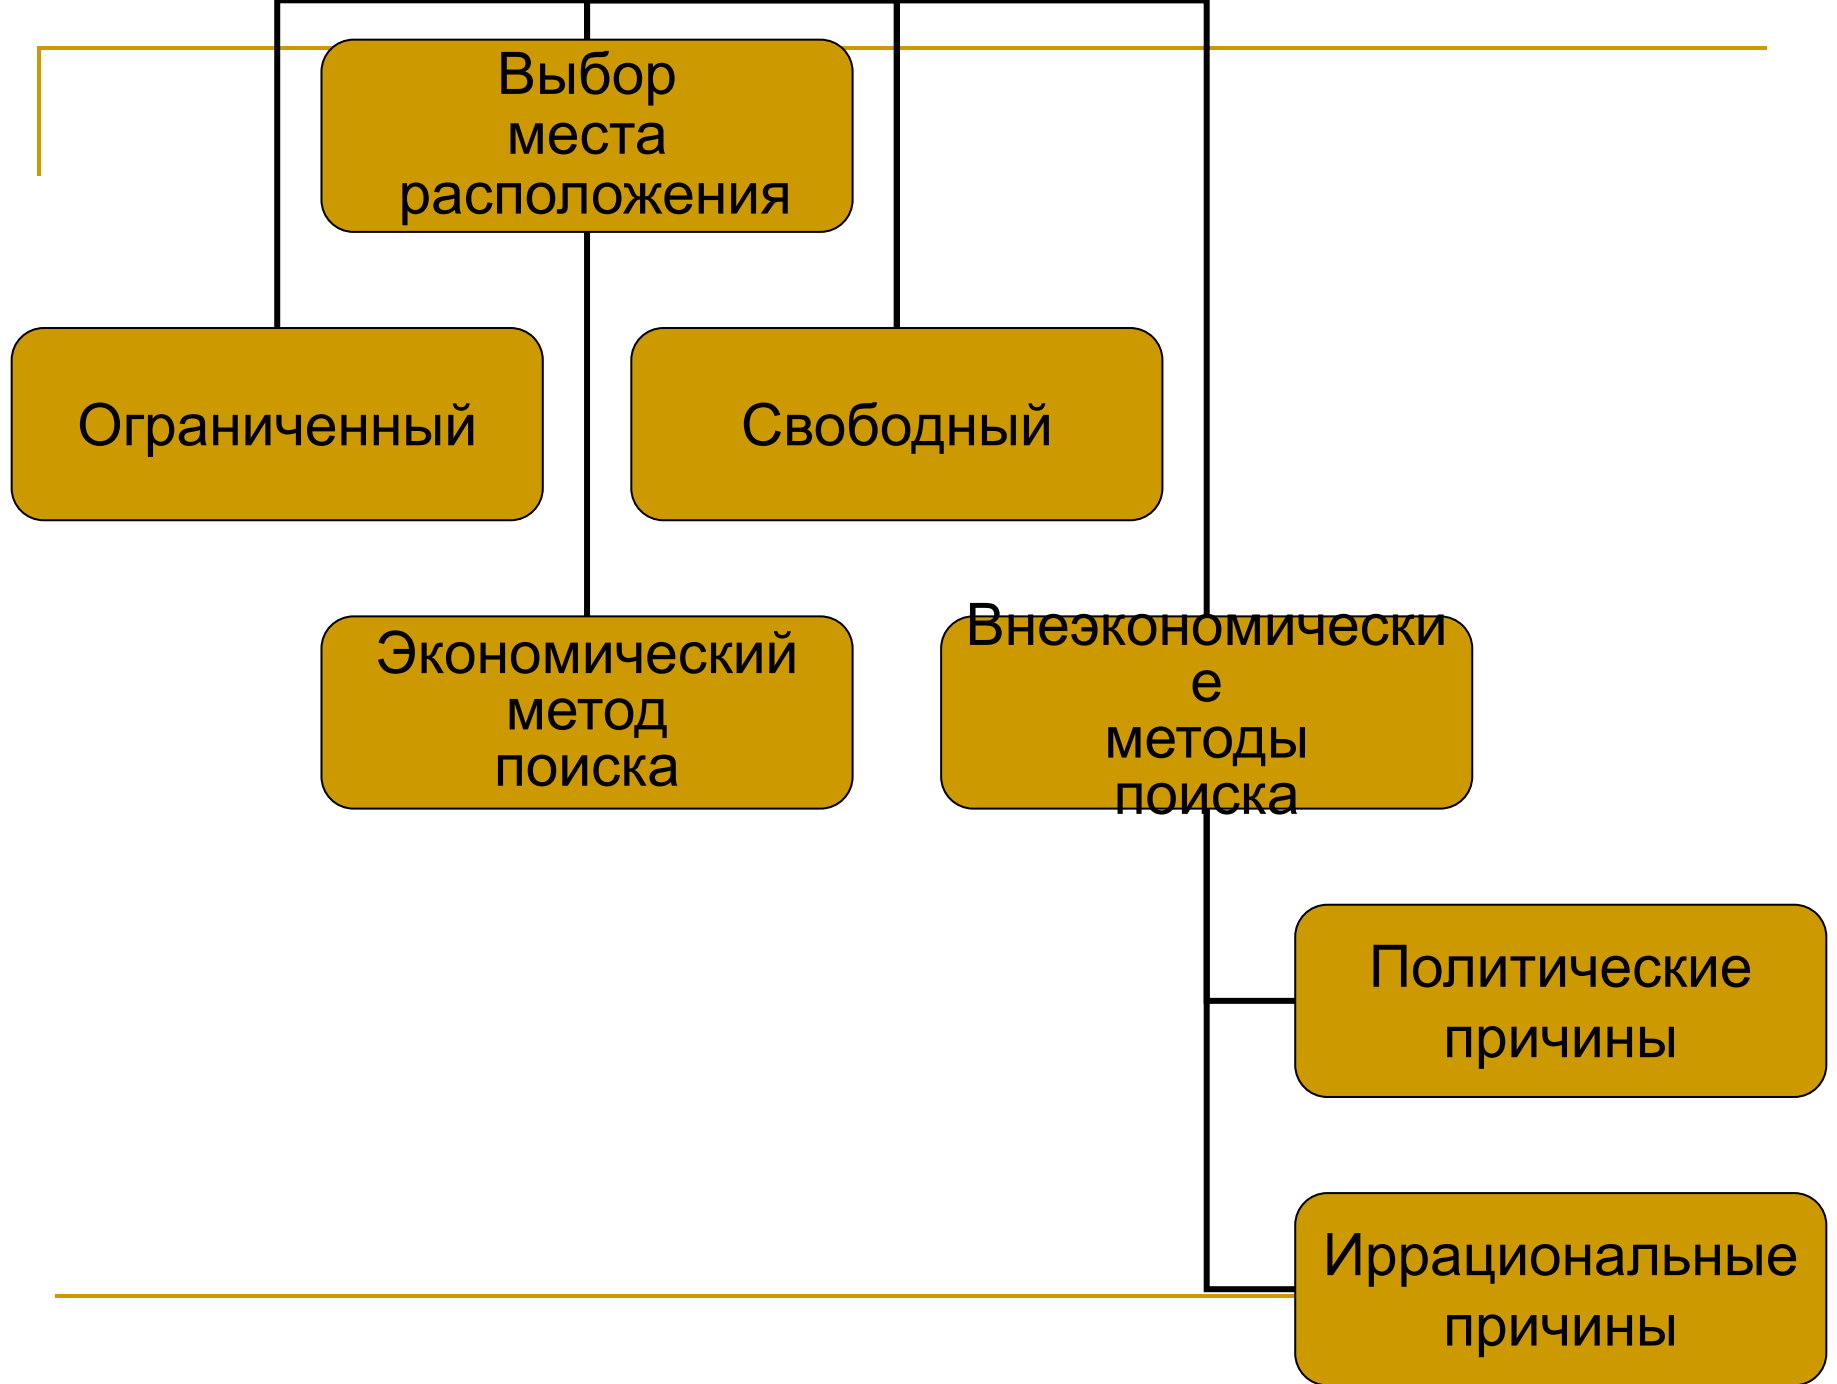 Выбор
места
расположения
Ограниченный
Свободный
Экономический
метод
поиска
Внеэкономически
е
методы
поиска
Политические
причины
Иррациональные
причины